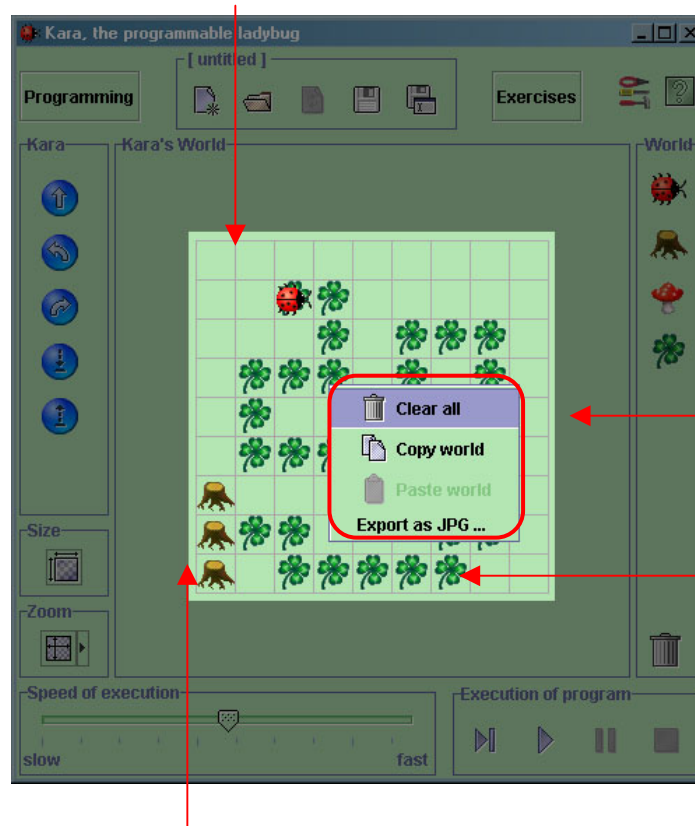 Kara, the programmable ladybug
[ untitled ]
Programming
Exercises
Kara
Kara's World
World
Clear all
Copy world
Paste world
Export as JPG ...
Size
Zoom
Speed of execution
slow
fast
Execution of program